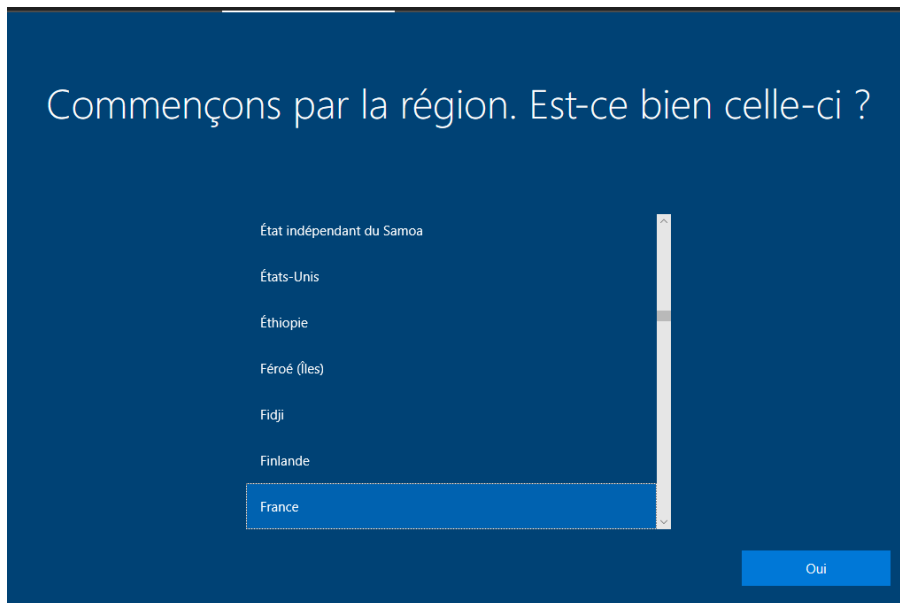 Commençons par la région. Est-ce bien celle-ci ?
État indépendant du Samoa
États-Unis
Éthiopie
Féroé (Îles)
Fidji
Finlande
France
Oui